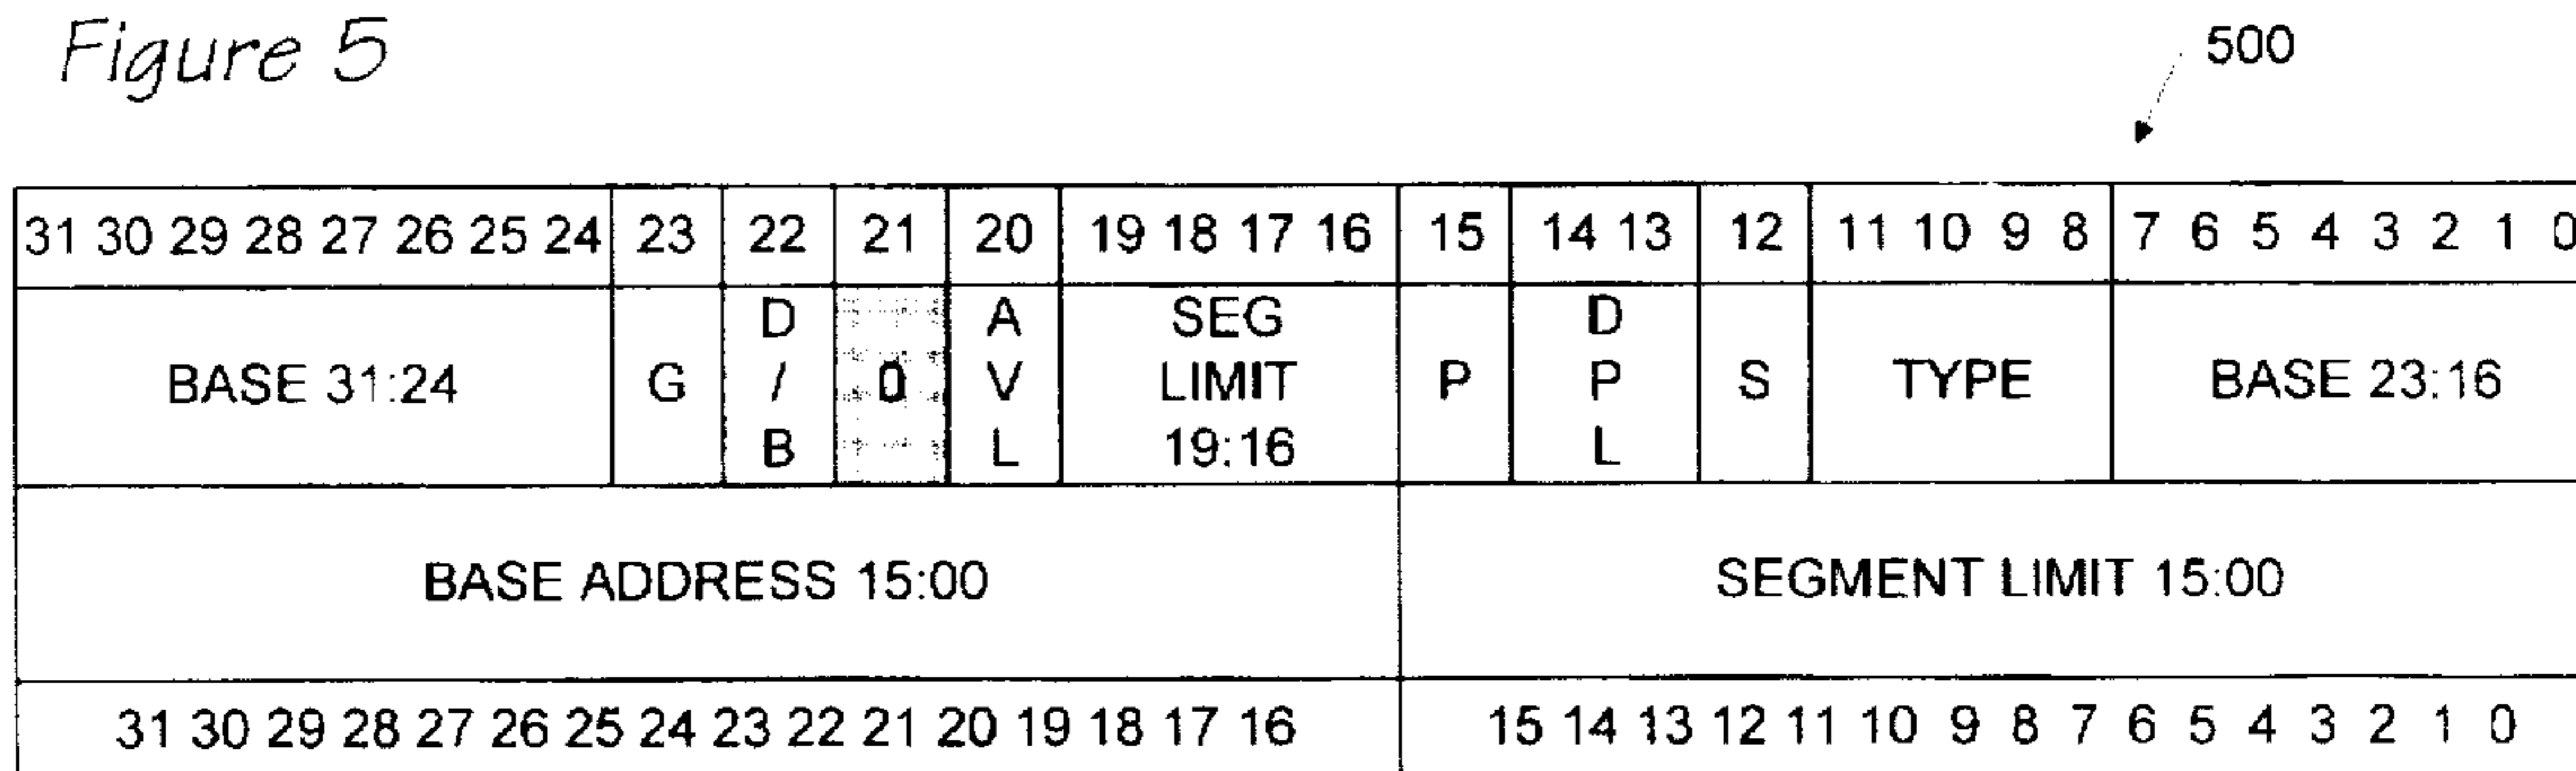 Figure 5
500
31 30 29 28 27 26 25 24 23 22 21 20 19 18 17 16 15 14 13 12 11 10 9 8 7 6 5 4 3 2 1 0
BASE 31:24
G
D
/
B
0
A
V
L
SEG
LIMIT
19:16
P
D
P
L
S
TYPE
BASE 23:16
BASE ADDRESS 15:00
SEGMENT LIMIT 15:00
31 30 29 28 27 26 25 24 23 22 21 20 19 18 17 16
15 14 13 12 11 10 9 8 7 6 5 4 3 2 1 0